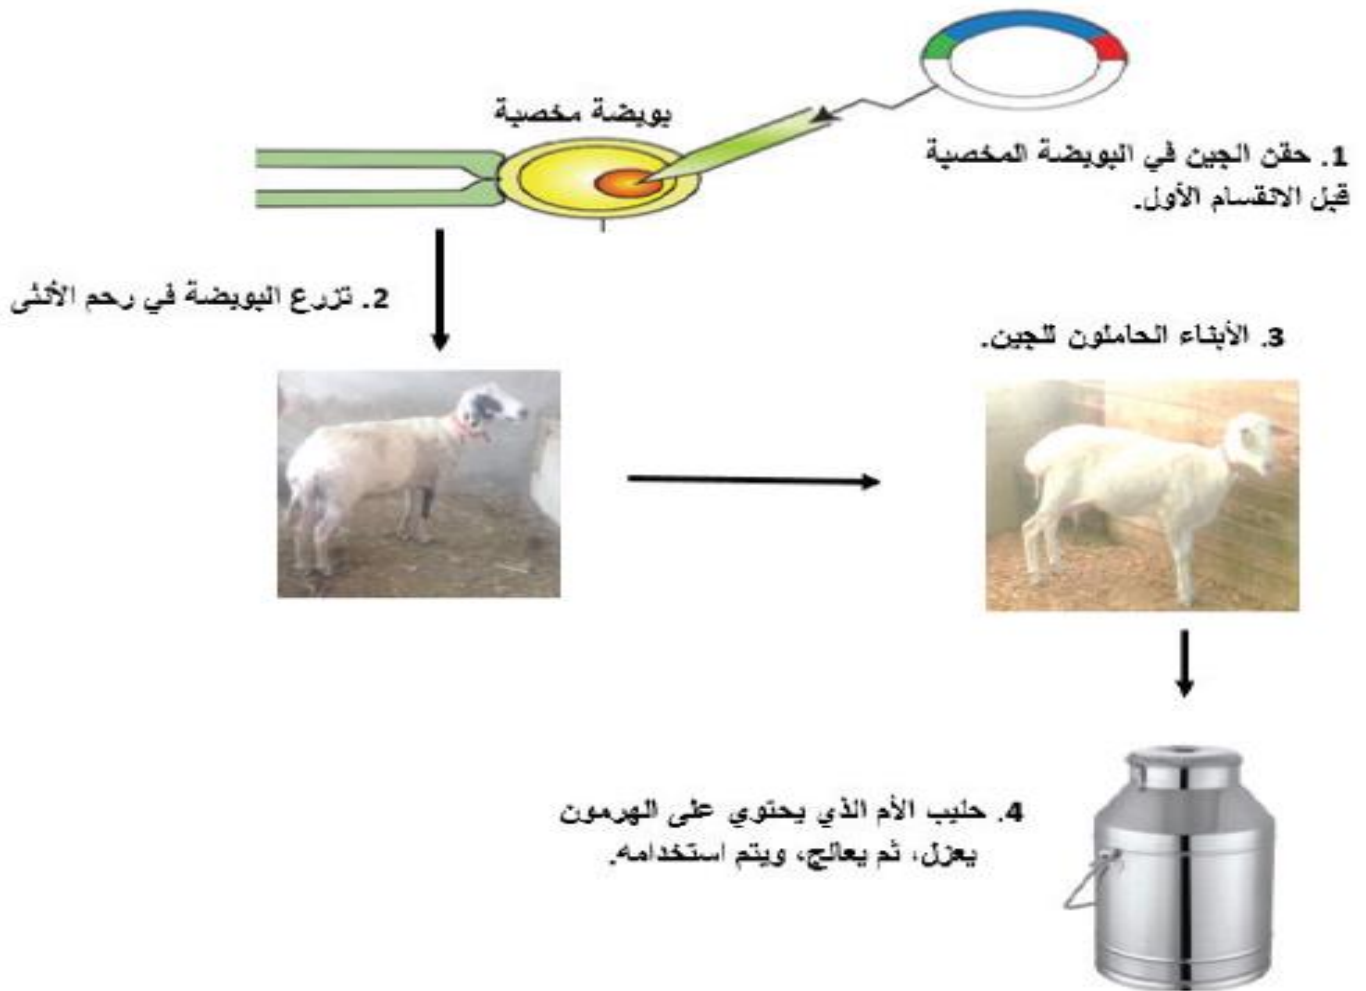 بويضة مخصبة
1. حقن الجين في البويضة المخصبة
قبل الانقسام الأول.
2. تزرع البويضة في رحم الأنثى
3. الأبناء الحاملون للجين.
4. حليب الأم الذي يحتوي على الهرمون
يعزل، ثم يعالج، ويتم استخدامه.